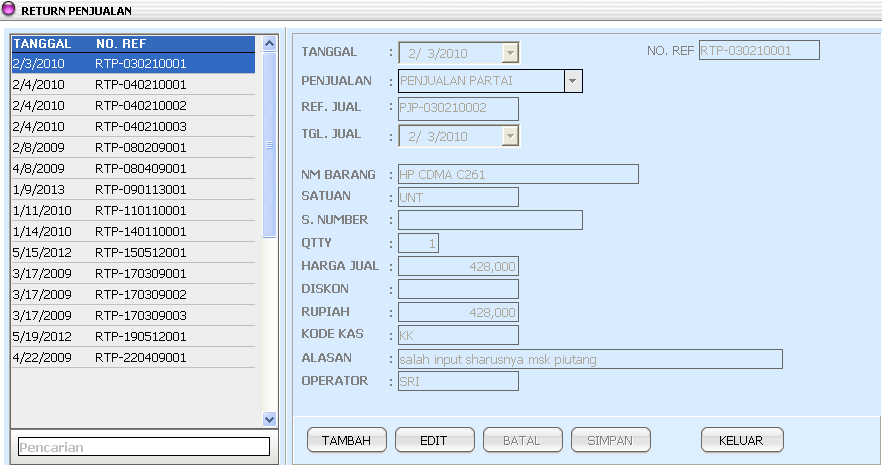 RETURN PENJUALAN
TANGGAL NO. REF
2/3/2010 RTP-030210001
2/4/2010 RTP-040210001
2/4/2010 RTP-040210002
2/4/2010 RTP-040210003
2/8/2009 RTP-080209001
4/8/2009 RTP-080409001
1/9/2013 RTP-090113001
1/11/2010 RTP-110110001
1/14/2010 RTP-140110001
5/15/2012 RTP-150512001
3/17/2009 RTP-170309001
3/17/2009 RTP-170309002
3/17/2009 RTP-170309003
5/19/2012 RTP-190512001
4/22/2009 RTP-220409001
Pencarian
TANGGAL : 2/ 3/2010 NO. REF RTP-030210001
PENJUALAN : PENJUALAN PARTAI
REF. JUAL : PJP-030210002
TGL. JUAL : 2/ 3/2010
NM BARANG : HP CDMA C261
SATUAN : UNT
S. NUMBER :
QTTY : 1
HARGA JUAL : 428,000
DISKON :
RUPIAH : 428,000
KODE KAS : KK
ALASAN : salah input sharusnya msk piutang
OPERATOR : SRI
TAMBAH EDIT BATAL SIMPAN KELUAR